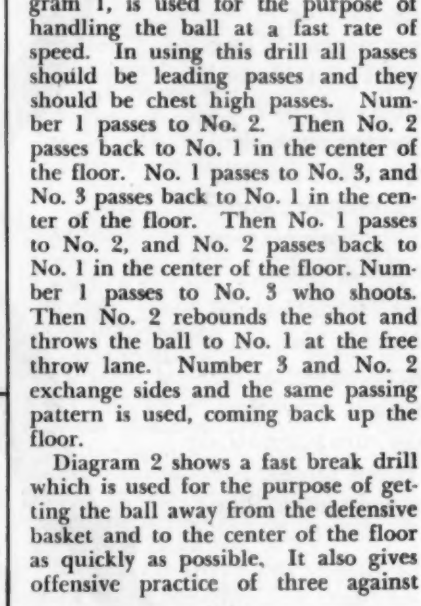 gram 1, is used for the purpose of
handling the ball at a fast rate of
speed. In using this drill all passes
should be leading passes and they
should be chest high passes. Num-
ber 1 passes to No. 2. Then No. 2
passes back to No. 1 in the center of
the floor. No. 1 passes to No. 3, and
No. 3 passes back to No. 1 in the cen-
ter of the floor. Then No. 1 passes
to No. 2, and No. 2 passes back to
No. 1 in the center of the floor. Num-
ber 1 passes to No. 3 who shoots.
Then No. 2 rebounds the shot and
throws the ball to No. 1 at the free
throw lane. Number 3 and No. 2
exchange sides and the same passing
pattern is used, coming back up the
floor.
Diagram 2 shows a fast break drill
which is used for the purpose of get-
ting the ball away from the defensive
basket and to the center of the floor
as quickly as possible. It also gives
offensive practice of three against